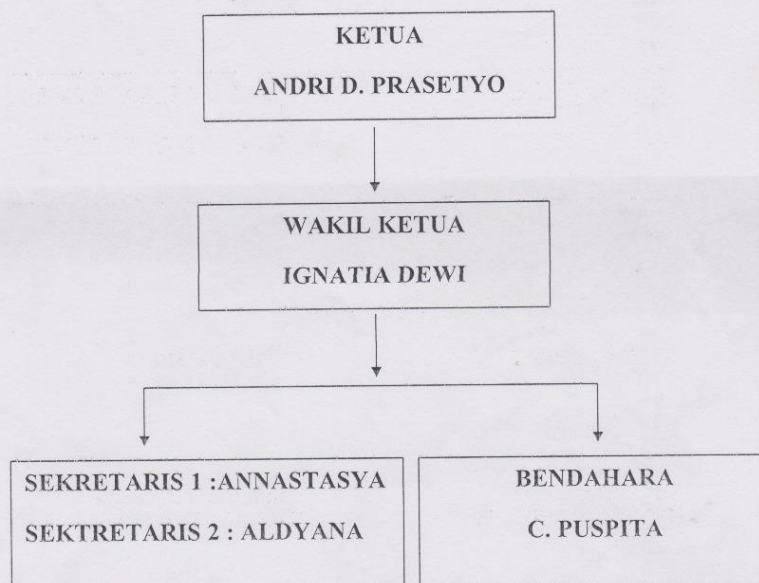 KETUA
ANDRI D. PRASETYO
WAKIL KETUA
IGNATIA DEWI
SEKRETARIS 1 :ANNASTASYA
SEKTRETARIS 2 : ALDYANA
BENDAHARA
C. PUSPITA